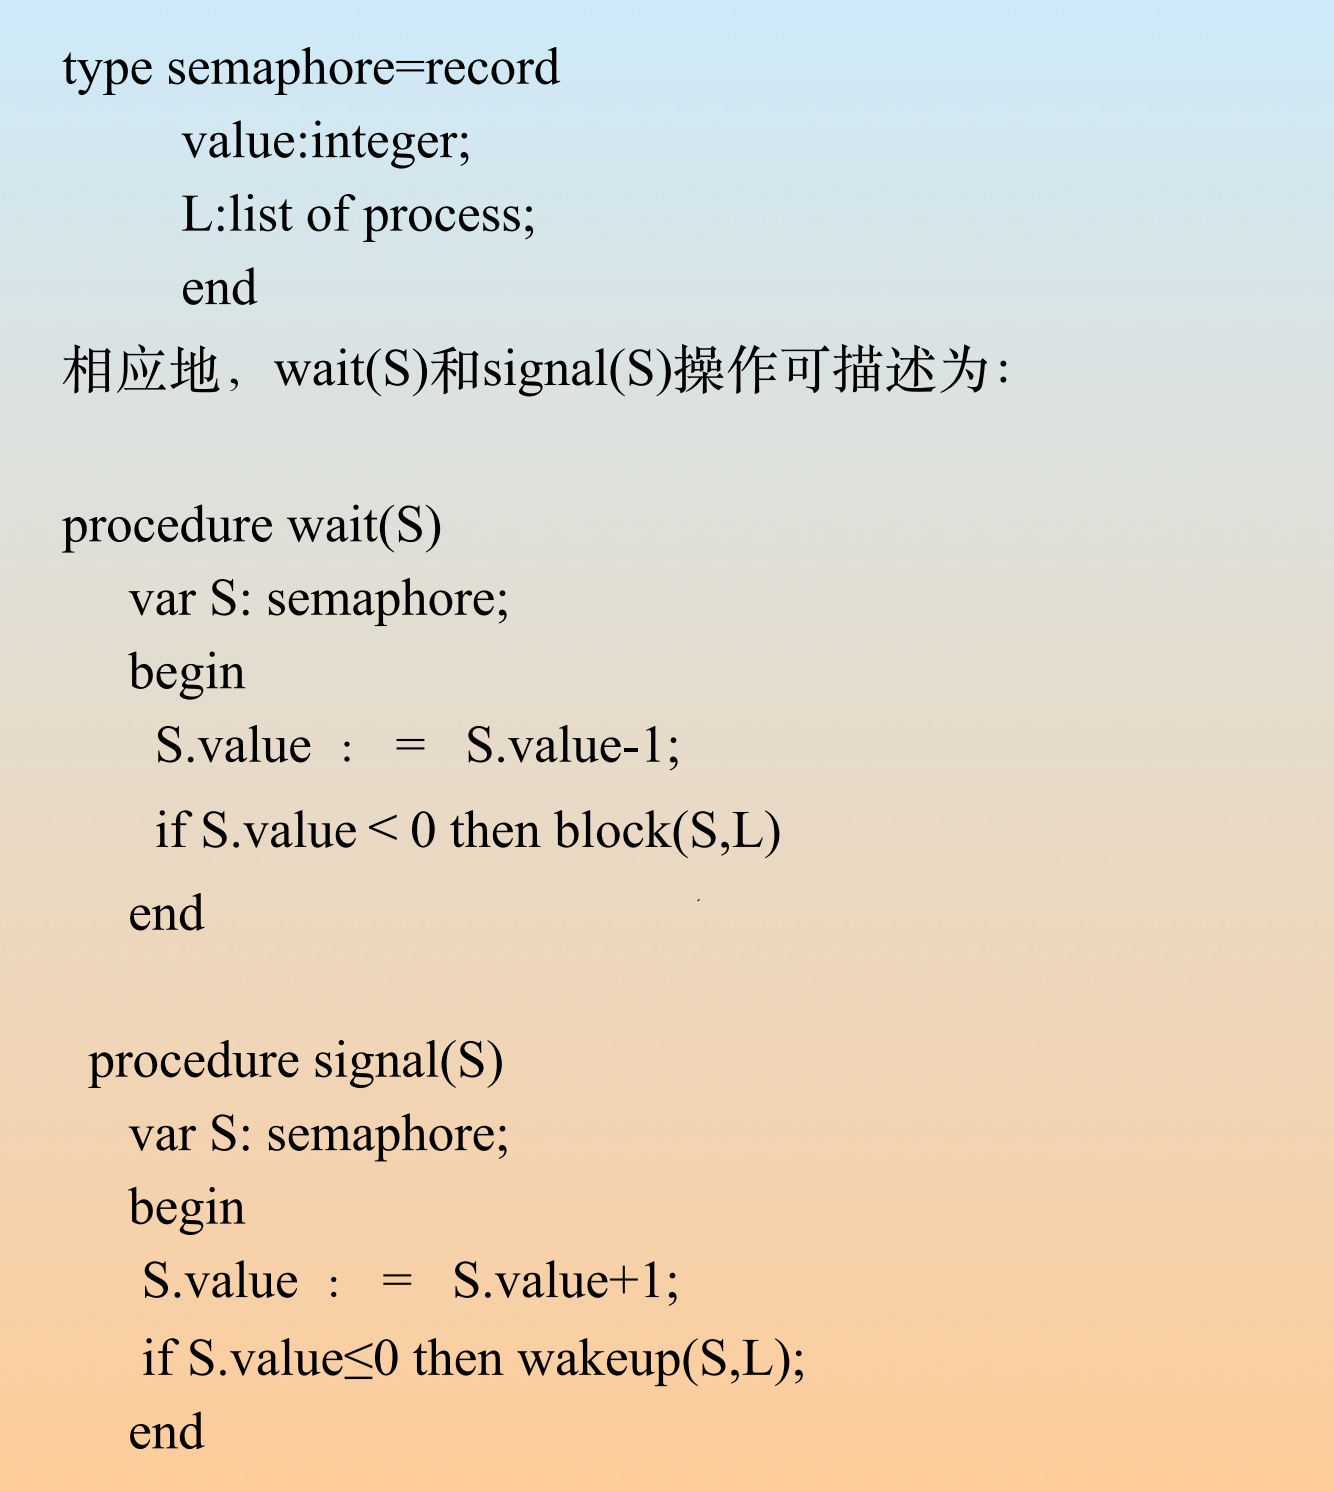 type semaphore=record
value:integer;
L:list of process;
end
相应地，wait(S)和signal(S)操作可描述为：
procedure wait(S)
var S: semaphore;
begin
S.value ： = S.value-1;
if S.value＜0 then block(S,L)
end
procedure signal(S)
var S: semaphore;
begin
S.value ： = S.value+1;
if S.value≤0 then wakeup(S,L);
end